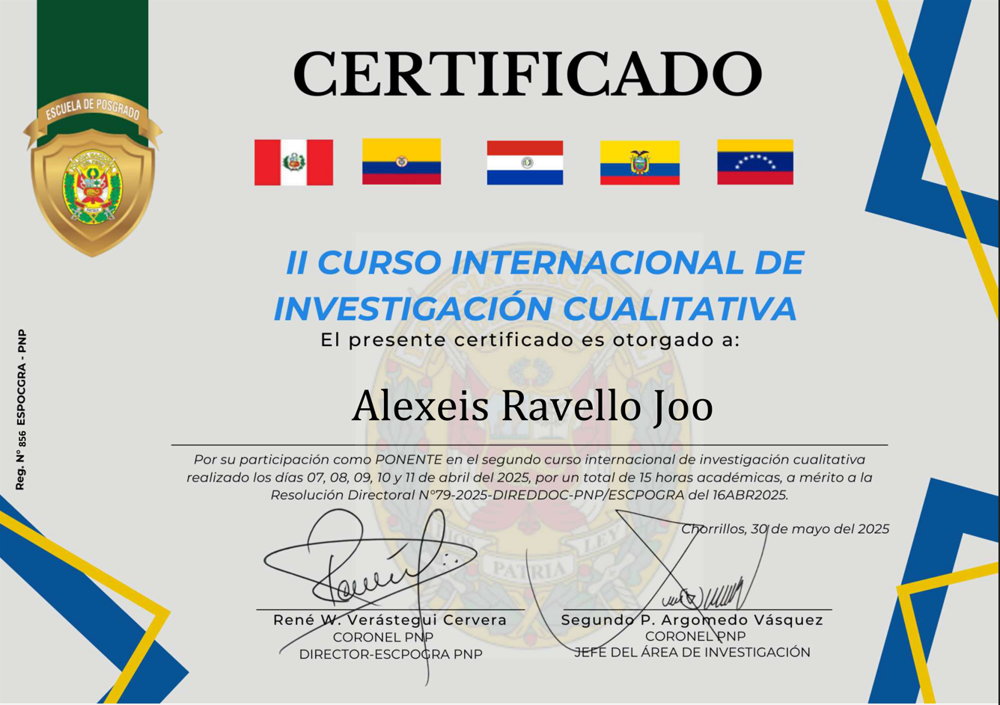 CERTIFICADO
ESCUELA DE POSGRADO
II CURSO INTERNACIONAL DE
INVESTIGACIÓN CUALITATIVA
El presente certificado es otorgado a:
Alexeis Ravello Joo
Por su participación como PONENTE en el segundo curso internacional de investigación cualitativa
realizado los días 07, 08, 09, 10 y 11 de abril del 2025, por un total de 15 horas académicas, a mérito a la
Resolución Directoral N°79-2025-DIREDDOC-PNP/ESCPOGRA del 16ABR2025.
Chorrillos, 30 de mayo del 2025
PATRIA
LEY
René W. Verástegui Cervera
CORONEL PNP
DIRECTOR-ESCPOGRA PNP
Segundo P. Argomedo Vásquez
CORONEL PNP
JEFE DEL ÁREA DE INVESTIGACIÓN
Reg. N° 856 ESPOCGRA - PNP